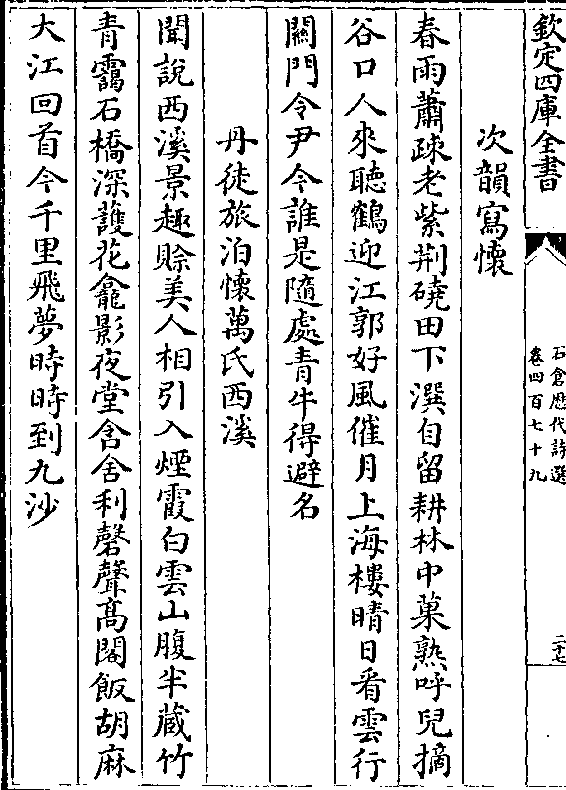 欽定四庫全書
石倉歷代詩選
卷四百七十九
二十七
次韻寫懷
春雨蕭疎老紫荆磽田下潠自留耕林中菓熟呼兒摘
谷口人來聽鶴迎江郭好風催月上海樓晴日看雲行
關門令尹今誰是隨處青牛得避名
丹徒旅泊懷萬氏西溪
聞說西溪景趣賖美人相引入煙霞白雲山腹半藏竹
青靄石橋深護花龕影夜堂含舍利磬聲髙閣飯胡麻
大江回首今千里飛夢時時到九沙